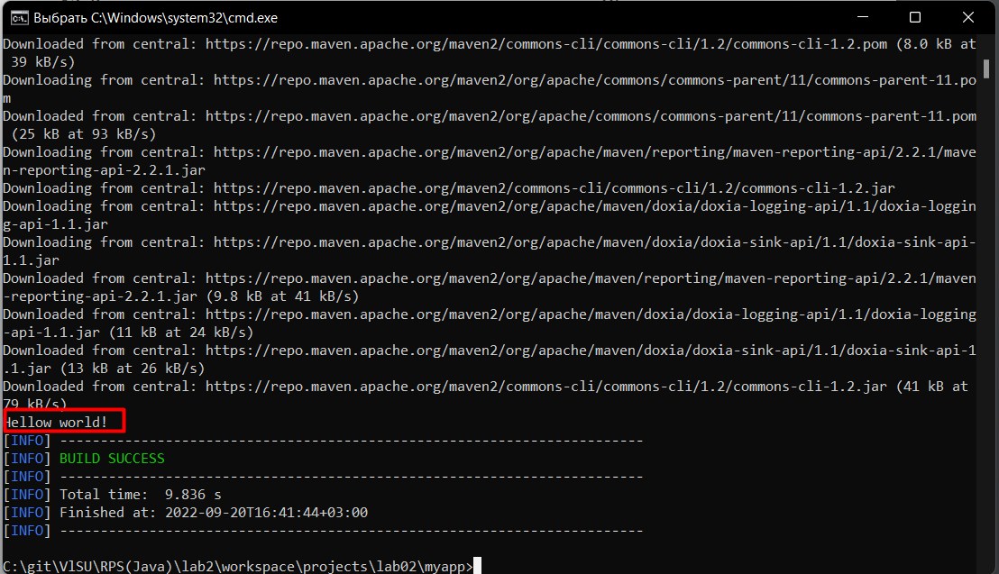 Выбрать C:\Windows\system32\cmd.exe
Downloaded from central: https://repo.maven.apache.org/maven2/commons-cli/commons-cli/1.2/commons-cli-1.2.pom (8.0 kB at
 39 kB/s)
Downloading from central: https://repo.maven.apache.org/maven2/org/apache/commons/commons-parent/11/commons-parent-11.po
m
Downloaded from central: https://repo.maven.apache.org/maven2/org/apache/commons/commons-parent/11/commons-parent-11.pom
 (25 kB at 93 kB/s)
Downloading from central: https://repo.maven.apache.org/maven2/org/apache/maven/reporting/maven-reporting-api/2.2.1/mave
n-reporting-api-2.2.1.jar
Downloading from central: https://repo.maven.apache.org/maven2/commons-cli/commons-cli/1.2/commons-cli-1.2.jar
Downloading from central: https://repo.maven.apache.org/maven2/org/apache/maven/doxia/doxia-logging-api/1.1/doxia-loggin
g-api-1.1.jar
Downloading from central: https://repo.maven.apache.org/maven2/org/apache/maven/doxia/doxia-sink-api/1.1/doxia-sink-api-
1.1.jar
Downloaded from central: https://repo.maven.apache.org/maven2/org/apache/maven/reporting/maven-reporting-api/2.2.1/maven
-reporting-api-2.2.1.jar (9.8 kB at 41 kB/s)
Downloaded from central: https://repo.maven.apache.org/maven2/org/apache/maven/doxia/doxia-logging-api/1.1/doxia-logging
-api-1.1.jar (11 kB at 24 kB/s)
Downloaded from central: https://repo.maven.apache.org/maven2/org/apache/maven/doxia/doxia-sink-api/1.1/doxia-sink-api-1
.1.jar (13 kB at 26 kB/s)
Downloaded from central: https://repo.maven.apache.org/maven2/commons-cli/commons-cli/1.2/commons-cli-1.2.jar (41 kB at
79 kB/s)
Hellow world!
[INFO] ------------------------------------------------------------------------
[INFO] BUILD SUCCESS
[INFO] ------------------------------------------------------------------------
[INFO] Total time:  9.836 s
[INFO] Finished at: 2022-09-20T16:41:44+03:00
[INFO] ------------------------------------------------------------------------
C:\git\VlSU\RPS(Java)\lab2\workspace\projects\lab02\myapp>